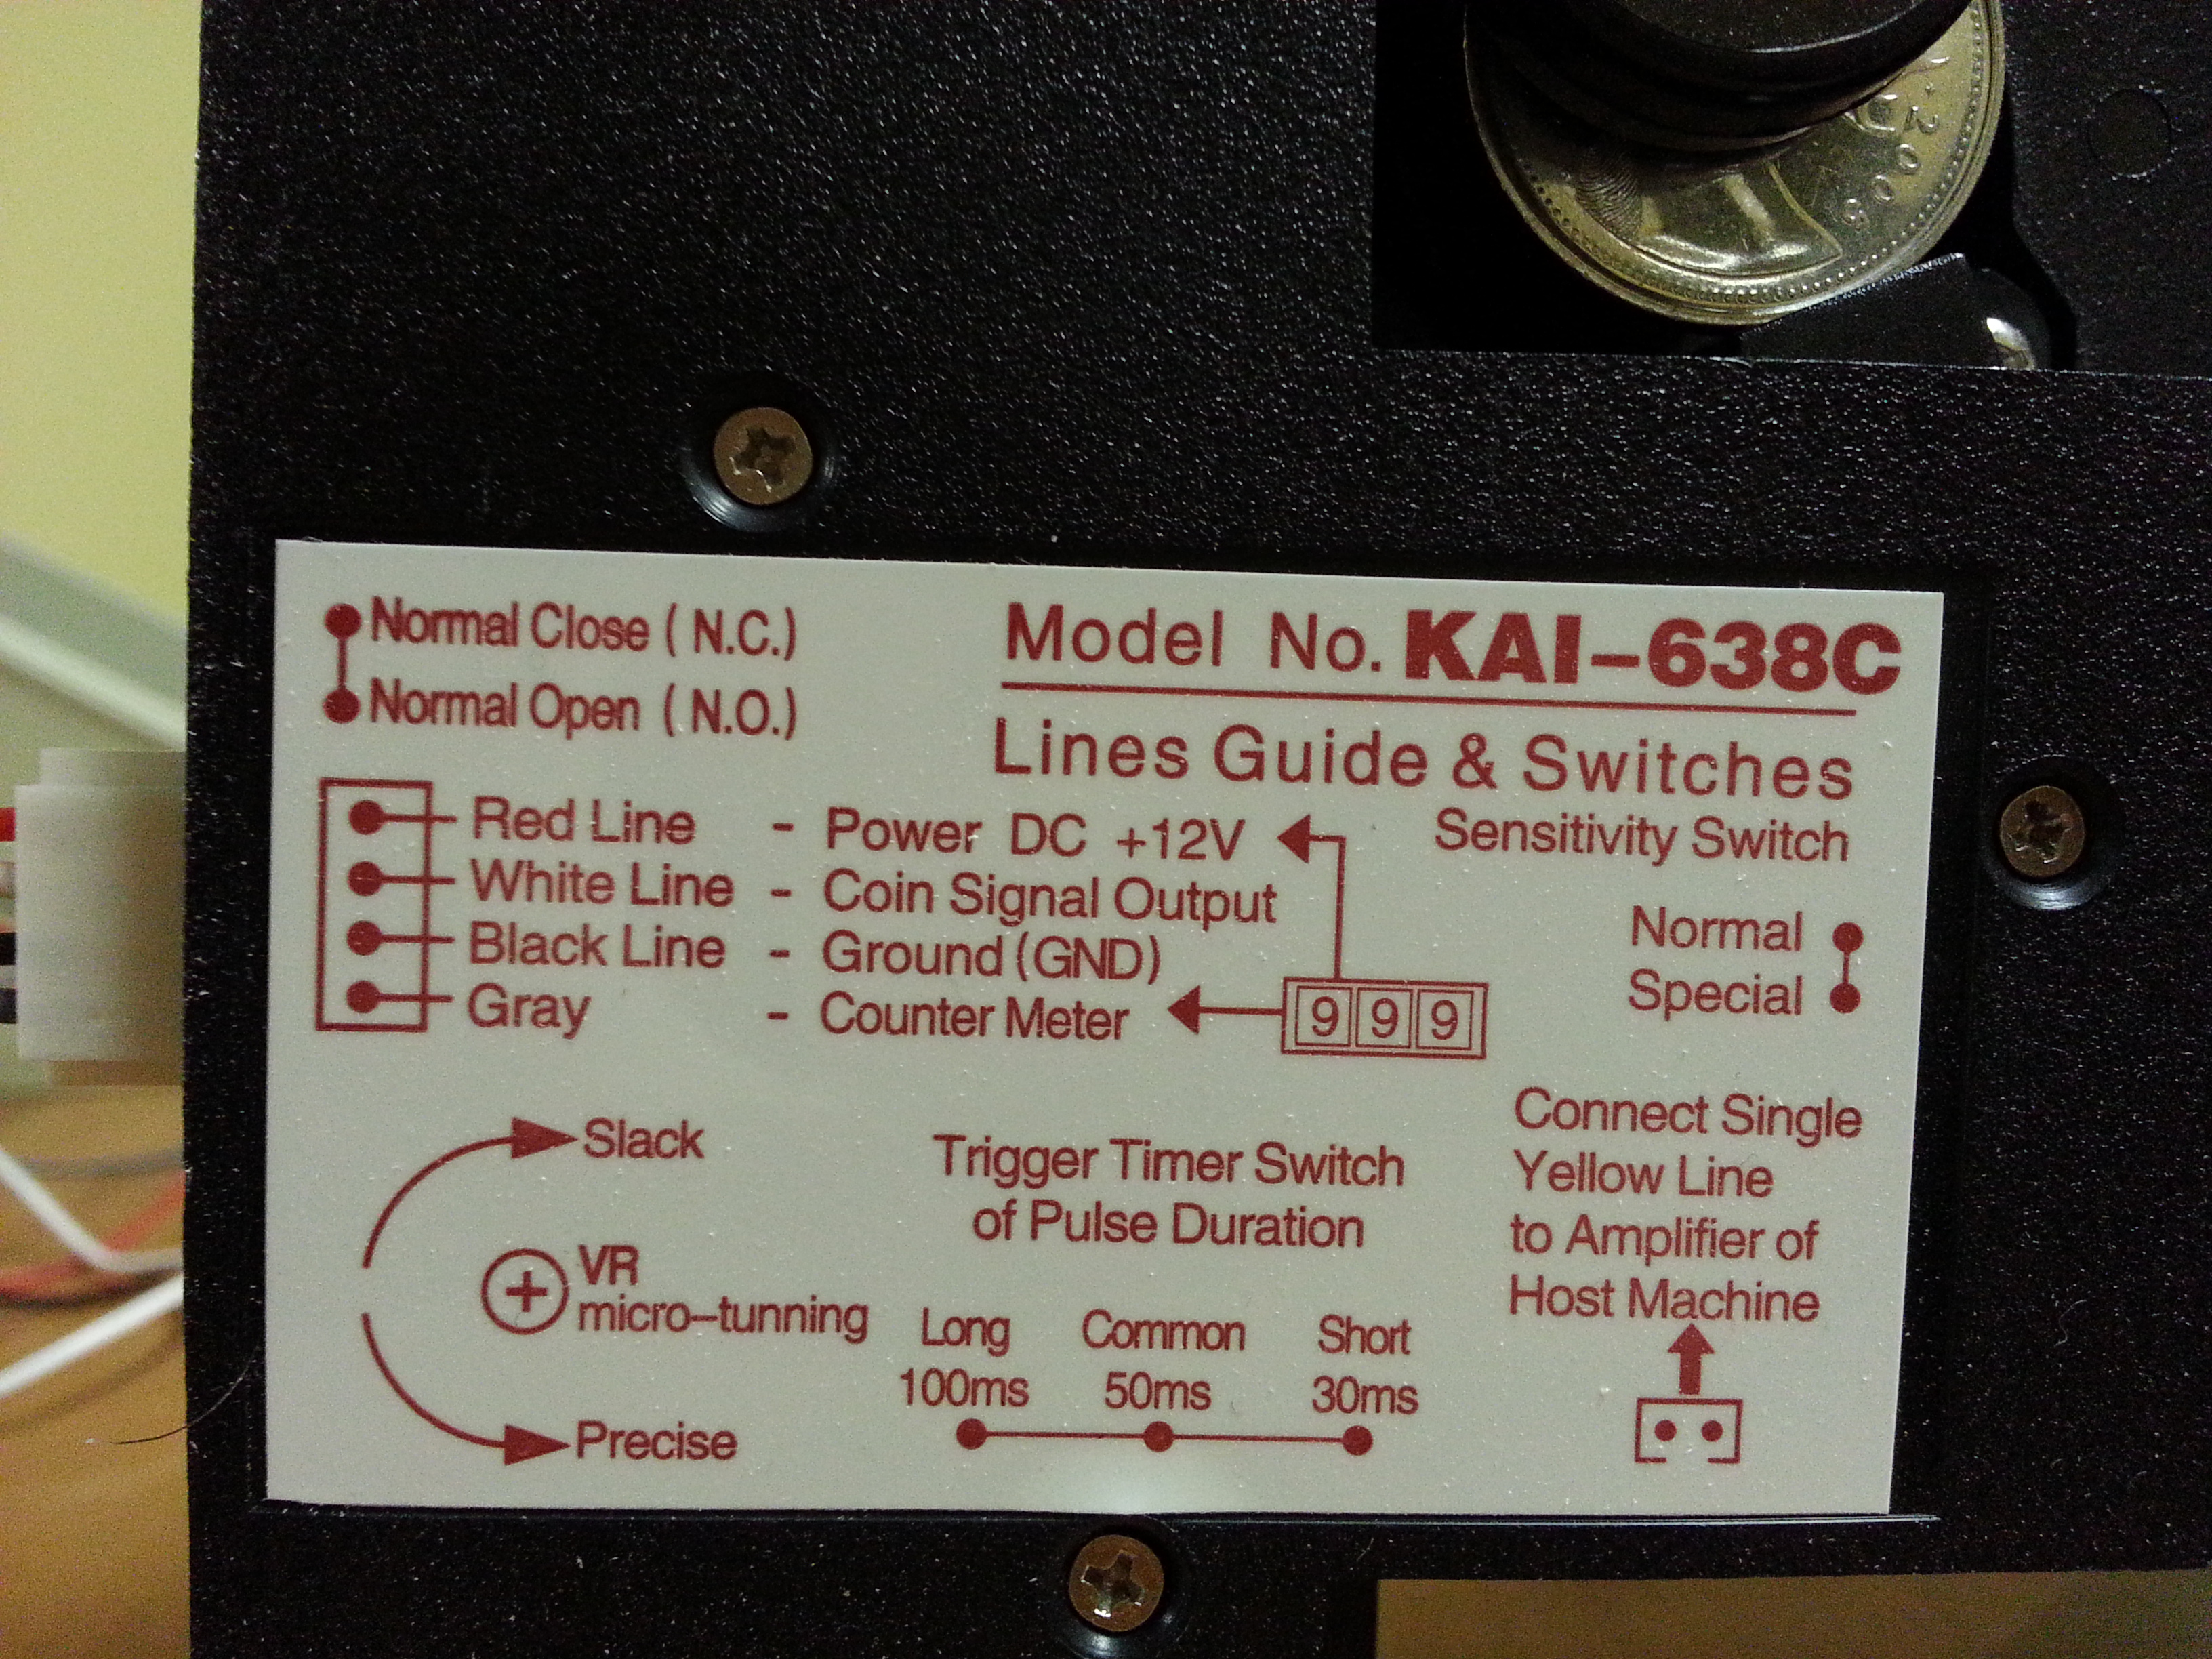 2008
Normal Close ( N.C.)
Normal Open ( N.O.)
Model No. KAI-638C
Lines Guide & Switches
Red Line - Power DC +12V
White Line - Coin Signal Output
Black Line - Ground (GND)
Gray - Counter Meter
999
Sensitivity Switch
Normal
Special
Slack
VR
micro-tunning
Precise
Trigger Timer Switch
of Pulse Duration
Long Common Short
100ms 50ms 30ms
Connect Single
Yellow Line
to Amplifier of
Host Machine